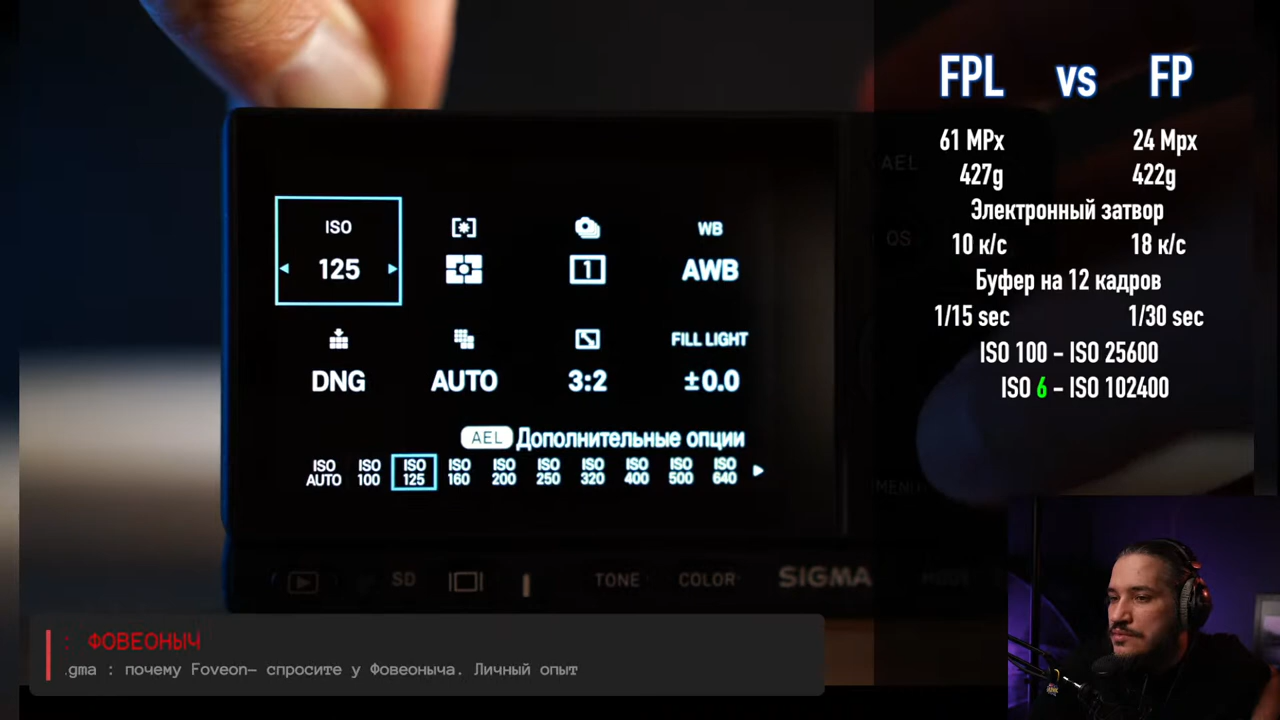 FPL vs FP
61 MPx 24 Mpx
427g 422g
Электронный затвор
10 к/с 18 к/с
Буфер на 12 кадров
1/15 sec 1/30 sec
ISO 100 - ISO 25600
ISO 6 - ISO 102400
AEL
OS
MENU
ISO WB
125 1 AWB
FILL LIGHT
DNG AUTO 3:2 ±0.0
AEL Дополнительные опции
ISO AUTO ISO 100 ISO 125 ISO 160 ISO 200 ISO 250 ISO 320 ISO 400 ISO 500 ISO 640
SD TONE COLOR SIGMA MODE
: ФОВЕОНЫЧ
.gma : почему Foveon- спросите у Фовеоныча. Личный опыт